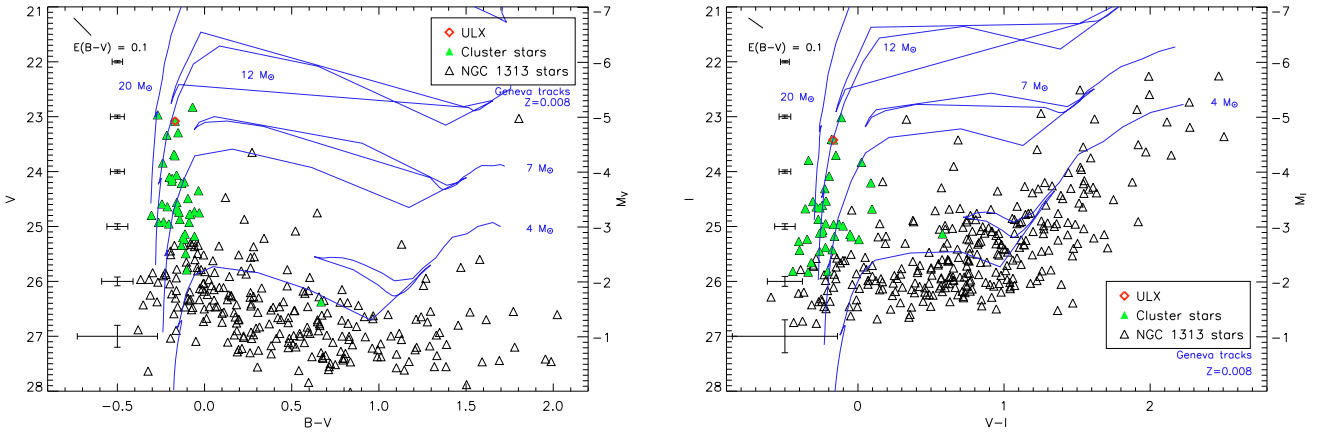 21
22
23
24
25
26
27
28
V
−0.5
0.0
0.5
1.0
1.5
2.0
B−V
−7
−6
−5
−4
−3
−2
−1
M_V
E(B−V) = 0.1
20 M⊙
12 M⊙
7 M⊙
4 M⊙
ULX
Cluster stars
NGC 1313 stars
Geneva tracks
Z=0.008
21
22
23
24
25
26
27
28
I
0
1
2
V−I
−7
−6
−5
−4
−3
−2
−1
M_I
E(B−V) = 0.1
12 M⊙
20 M⊙
7 M⊙
4 M⊙
ULX
Cluster stars
NGC 1313 stars
Geneva tracks
Z=0.008